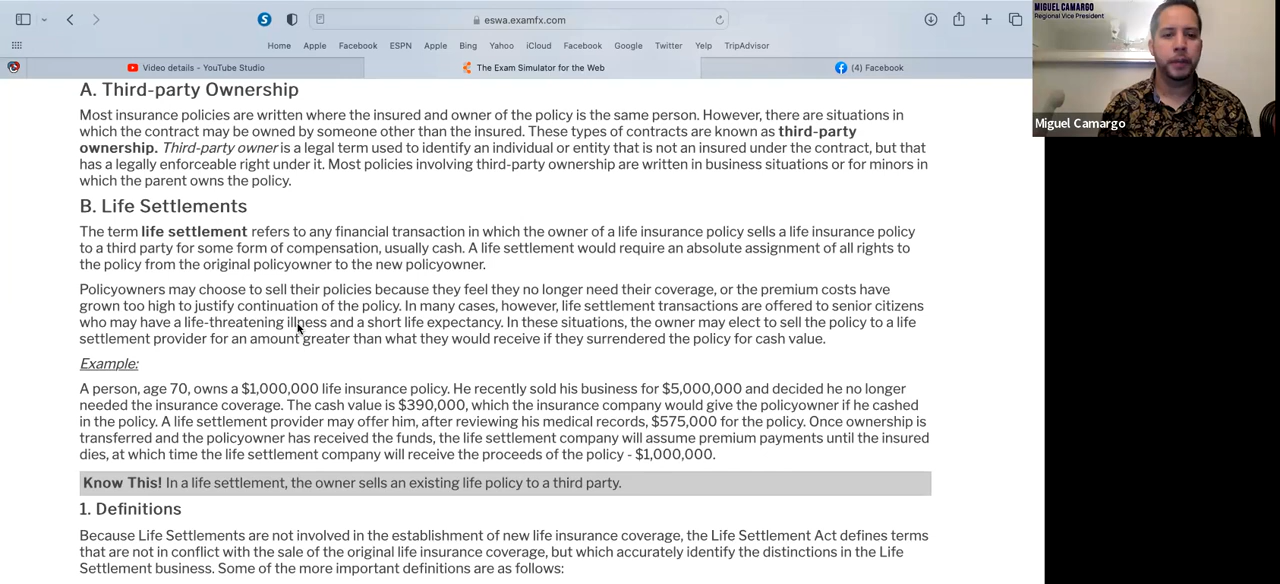 eswa.examfx.com
Home Apple Facebook ESPN Apple Bing Yahoo iCloud Facebook Google Twitter Yelp TripAdvisor
Video details - YouTube Studio The Exam Simulator for the Web (4) Facebook
MIGUEL CAMARGO
Regional Vice President
Miguel Camargo
A. Third-party Ownership
Most insurance policies are written where the insured and owner of the policy is the same person. However, there are situations in
which the contract may be owned by someone other than the insured. These types of contracts are known as third-party
ownership. Third-party owner is a legal term used to identify an individual or entity that is not an insured under the contract, but that
has a legally enforceable right under it. Most policies involving third-party ownership are written in business situations or for minors in
which the parent owns the policy.
B. Life Settlements
The term life settlement refers to any financial transaction in which the owner of a life insurance policy sells a life insurance policy
to a third party for some form of compensation, usually cash. A life settlement would require an absolute assignment of all rights to
the policy from the original policyowner to the new policyowner.
Policyowners may choose to sell their policies because they feel they no longer need their coverage, or the premium costs have
grown too high to justify continuation of the policy. In many cases, however, life settlement transactions are offered to senior citizens
who may have a life-threatening illness and a short life expectancy. In these situations, the owner may elect to sell the policy to a life
settlement provider for an amount greater than what they would receive if they surrendered the policy for cash value.
Example:
A person, age 70, owns a $1,000,000 life insurance policy. He recently sold his business for $5,000,000 and decided he no longer
needed the insurance coverage. The cash value is $390,000, which the insurance company would give the policyowner if he cashed
in the policy. A life settlement provider may offer him, after reviewing his medical records, $575,000 for the policy. Once ownership is
transferred and the policyowner has received the funds, the life settlement company will assume premium payments until the insured
dies, at which time the life settlement company will receive the proceeds of the policy - $1,000,000.
Know This! In a life settlement, the owner sells an existing life policy to a third party.
1. Definitions
Because Life Settlements are not involved in the establishment of new life insurance coverage, the Life Settlement Act defines terms
that are not in conflict with the sale of the original life insurance coverage, but which accurately identify the distinctions in the Life
Settlement business. Some of the more important definitions are as follows: